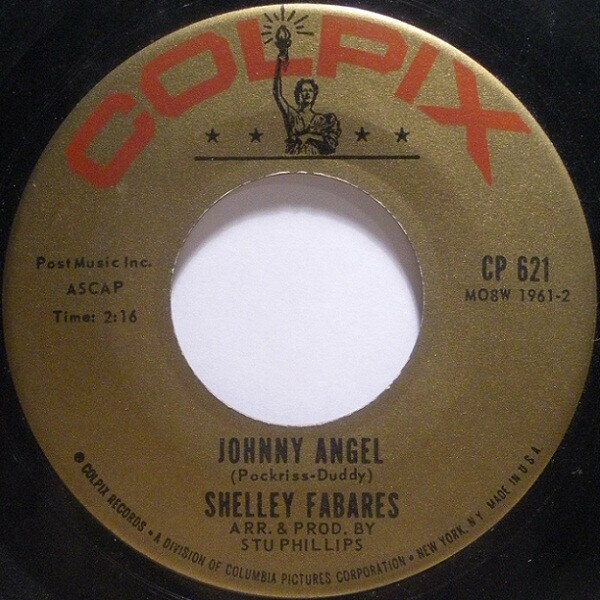 COLPIX
Post Music Inc.
ASCAP
Time: 2:16
CP 621
MO8W 1961-2
JOHNNY ANGEL
(Pockriss-Duddy)
SHELLEY FABARES
ARR. & PROD. BY
STU PHILLIPS
● COLPIX RECORDS • A DIVISION OF COLUMBIA PICTURES CORPORATION • NEW YORK, N.Y. MADE IN U.S.A.